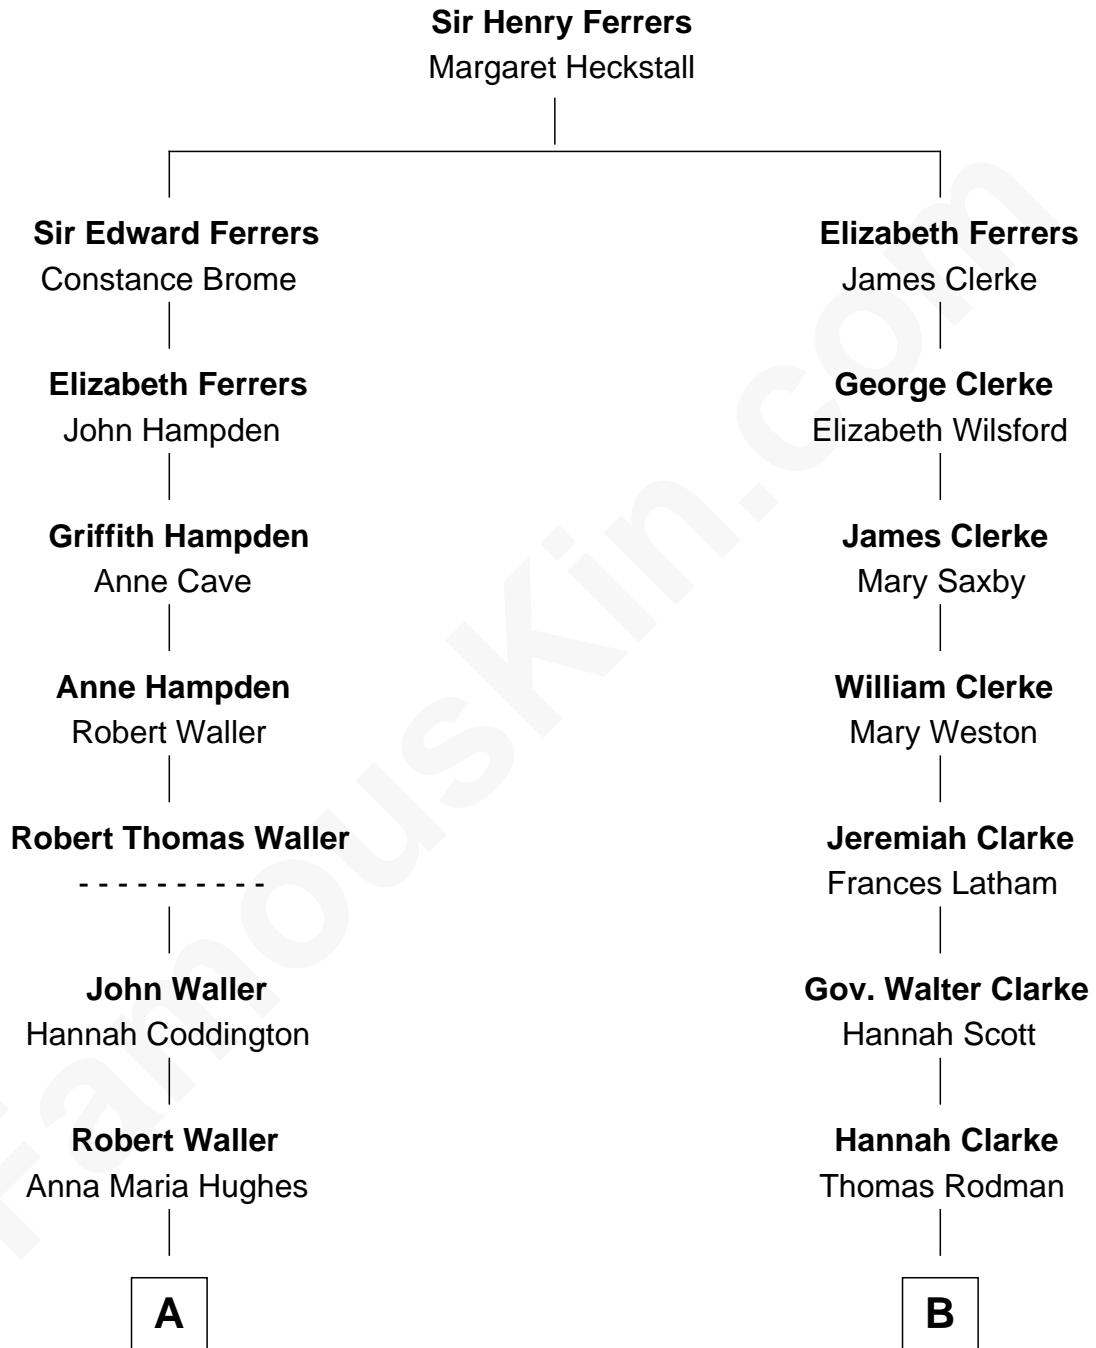 Sir Henry Ferrers
Margaret Heckstall
Sir Edward Ferrers
Constance Brome
Elizabeth Ferrers
James Clerke
Elizabeth Ferrers
John Hampden
George Clerke
Elizabeth Wilsford
Griffith Hampden
Anne Cave
James Clerke
Mary Saxby
Anne Hampden
Robert Waller
William Clerke
Mary Weston
Robert Thomas Waller
- - - - - - - - - -
Jeremiah Clarke
Frances Latham
John Waller
Hannah Coddington
Gov. Walter Clarke
Hannah Scott
Robert Waller
Anna Maria Hughes
Hannah Clarke
Thomas Rodman
A
B
FamousKin.com